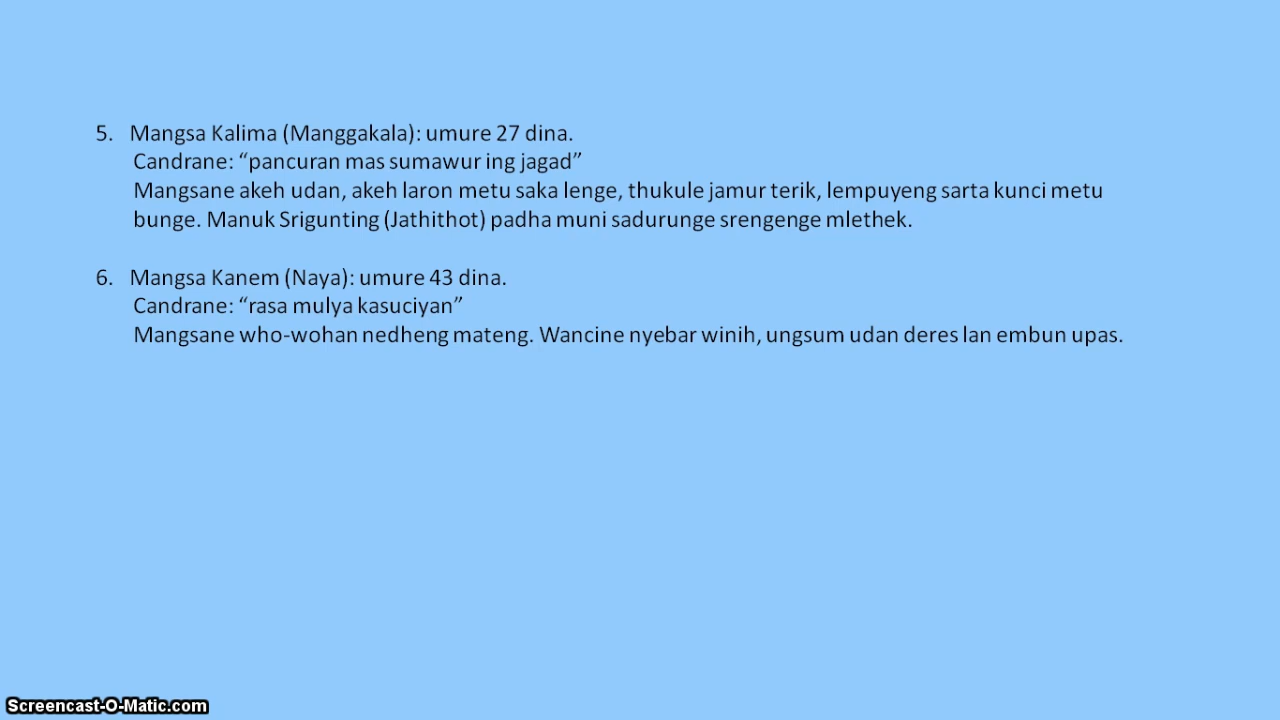 5. Mangsa Kalima (Manggakala): umure 27 dina.
Candrane: “pancuran mas sumawur ing jagad”
Mangsane akeh udan, akeh laron metu saka lenge, thukule jamur terik, lempuyeng sarta kunci metu
bunge. Manuk Srigunting (Jathithot) padha muni sadurunge srengenge mlethek.
6. Mangsa Kanem (Naya): umure 43 dina.
Candrane: “rasa mulya kasuciyan”
Mangsane who-wohan nedheng mateng. Wancine nyebar winih, ungsum udan deres lan embun upas.
Screencast-O-Matic.com